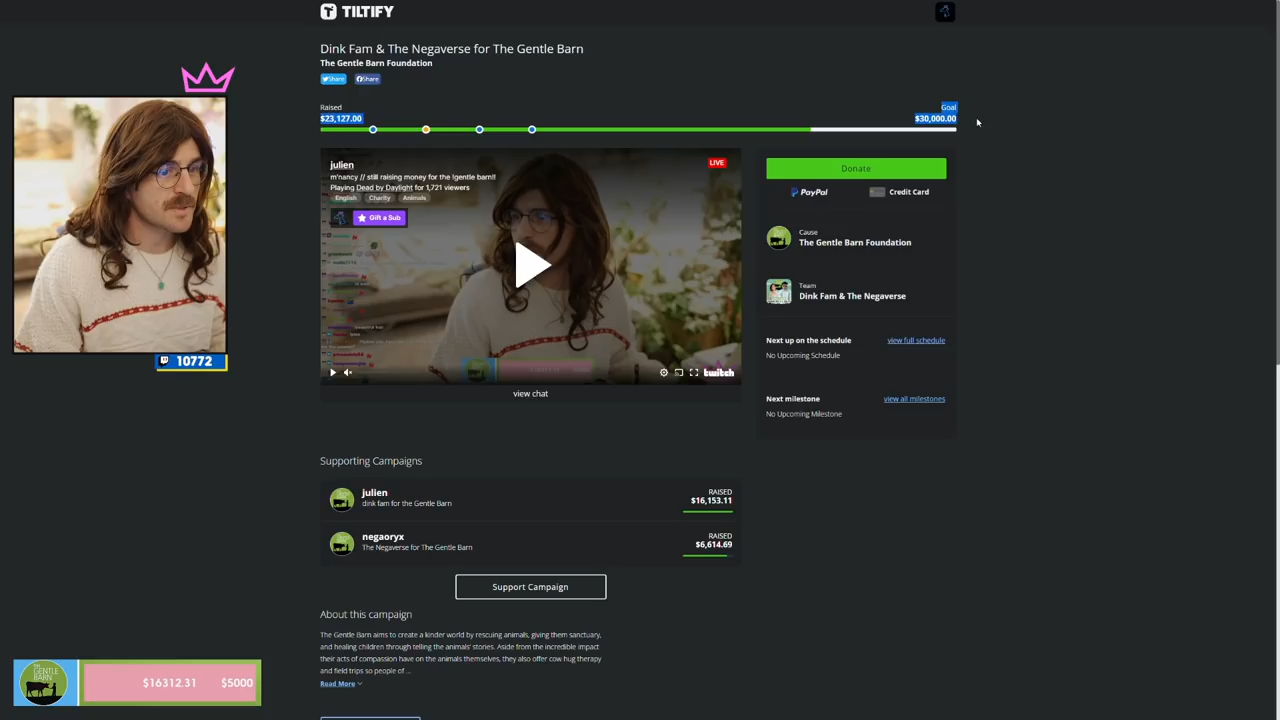 TILTIFY
Dink Fam & The Negaverse for The Gentle Barn
The Gentle Barn Foundation
Share
Share
Raised
$23,127.00
Goal
$30,000.00
julien
m'nancy // still raising money for the !gentle barn!!
Playing Dead by Daylight for 1,721 viewers
English
Charity
Animals
Gift a Sub
LIVE
twitch
view chat
Donate
PayPal
Credit Card
Cause
The Gentle Barn Foundation
Team
Dink Fam & The Negaverse
Next up on the schedule
view full schedule
No Upcoming Schedule
Next milestone
view all milestones
No Upcoming Milestone
10772
Supporting Campaigns
julien
dink fam for the Gentle Barn
RAISED
$16,153.11
negaoryx
The Negaverse for The Gentle Barn
RAISED
$6,614.69
Support Campaign
About this campaign
The Gentle Barn aims to create a kinder world by rescuing animals, giving them sanctuary,
and healing children through telling the animals' stories. Aside from the incredible impact
their acts of compassion have on the animals themselves, they also offer cow hug therapy
and field trips so people of ...
Read More
THE GENTLE BARN
$16312.31
$5000